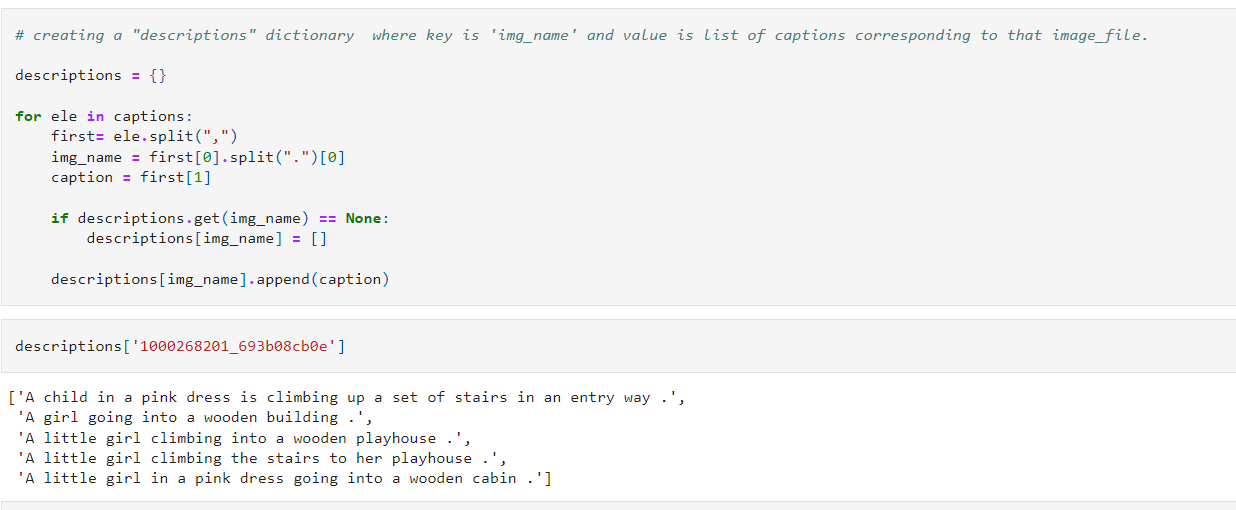 # creating a "descriptions" dictionary  where key is 'img_name' and value is list of captions corresponding to that image_file.
descriptions = {}
for ele in captions:
    first= ele.split(",")
    img_name = first[0].split(".")[0]
    caption = first[1]
    if descriptions.get(img_name) == None:
        descriptions[img_name] = []
    descriptions[img_name].append(caption)
descriptions['1000268201_693b08cb0e']
['A child in a pink dress is climbing up a set of stairs in an entry way .',
 'A girl going into a wooden building .',
 'A little girl climbing into a wooden playhouse .',
 'A little girl climbing the stairs to her playhouse .',
 'A little girl in a pink dress going into a wooden cabin .']